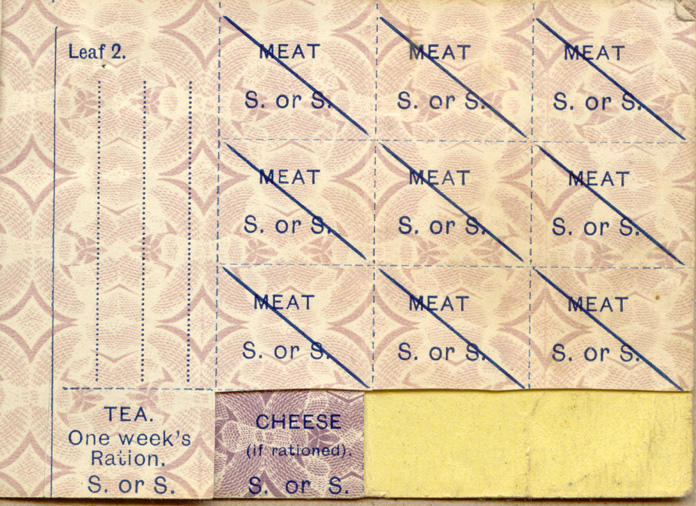 Leaf 2.
MEAT
S. or S.
MEAT
S. or S.
MEAT
S. or S.
MEAT
S. or S.
MEAT
S. or S.
MEAT
S. or S.
MEAT
S. or S.
MEAT
S. or S.
MEAT
S. or S.
TEA.
One week's
Ration.
S. or S.
CHEESE
(if rationed).
S. or S.